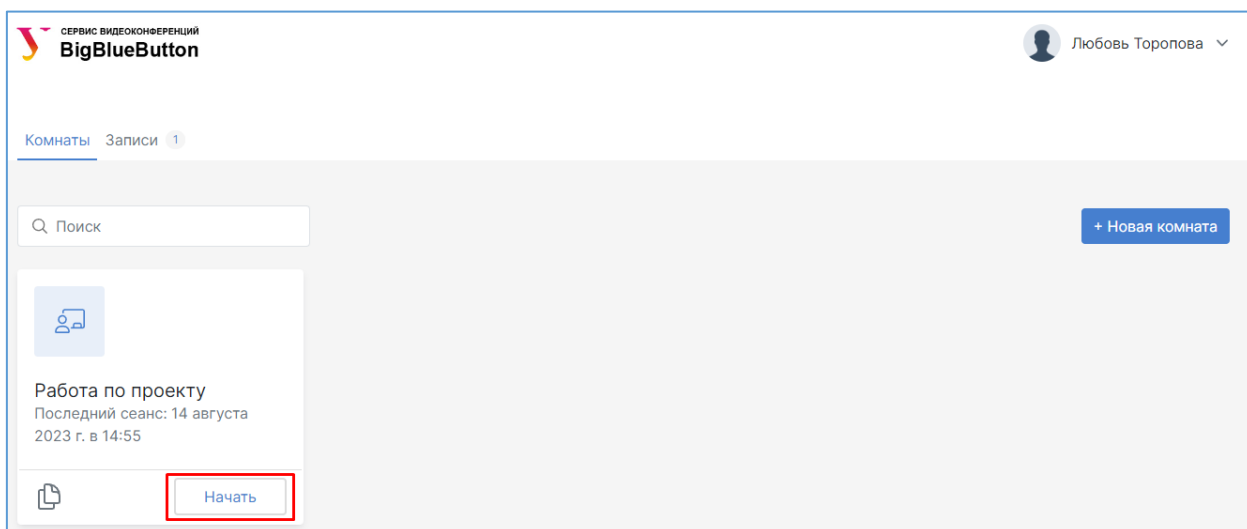 СЕРВИС ВИДЕОКОНФЕРЕНЦИЙ
BigBlueButton
Любовь Торопова
Комнаты Записи 1
Поиск
+ Новая комната
Работа по проекту
Последний сеанс: 14 августа
2023 г. в 14:55
Начать